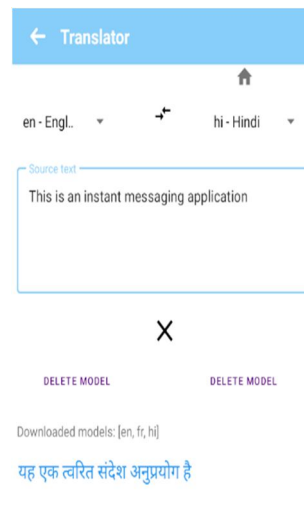 Translator
en - Engl..
hi - Hindi
Source text
This is an instant messaging application
DELETE MODEL
DELETE MODEL
Downloaded models: [en, fr, hi]
यह एक त्वरित संदेश अनुप्रयोग है